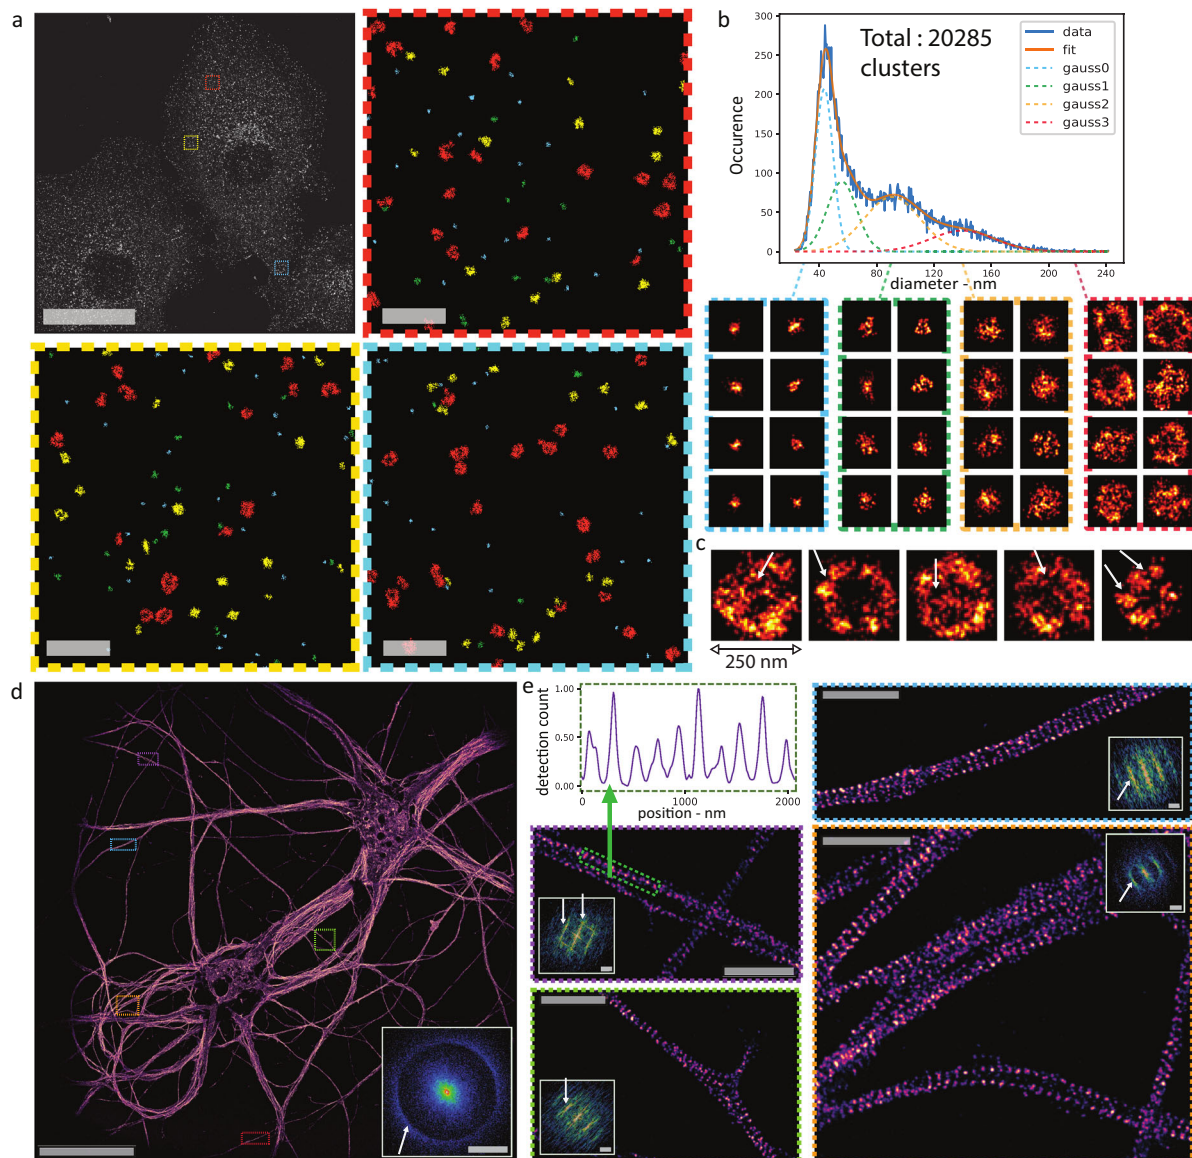 a
b
300
250
200
150
100
50
0
Occurence
Total : 20285
clusters
data
fit
gauss0
gauss1
gauss2
gauss3
40
80
120
160
200
240
diameter - nm
c
250 nm
d
e
1.00
0.50
0.00
detection count
0
1000
2000
position - nm